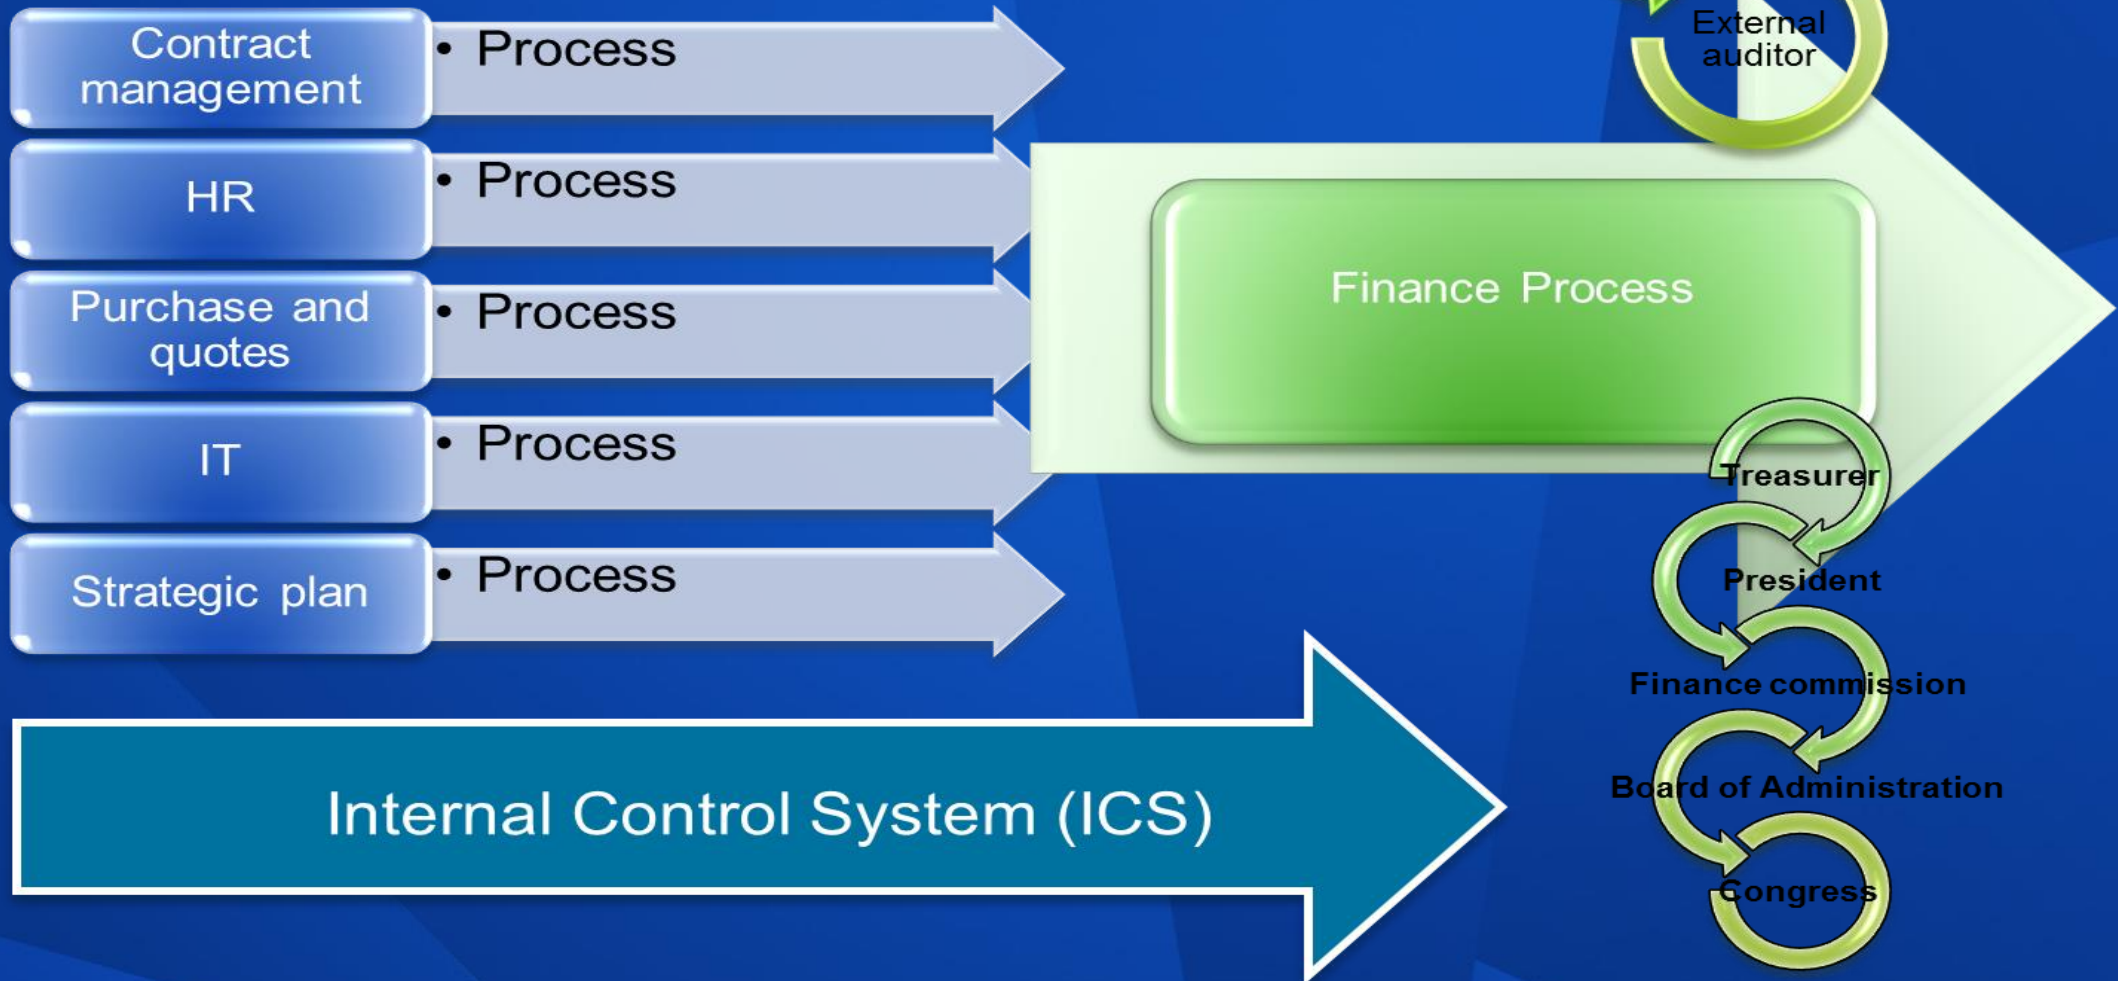 Contract
management
• Process
HR
• Process
Purchase and
quotes
• Process
IT
• Process
Strategic plan
• Process
External
auditor
Finance Process
Treasurer
President
Finance commission
Board of Administration
Congress
Internal Control System (ICS)